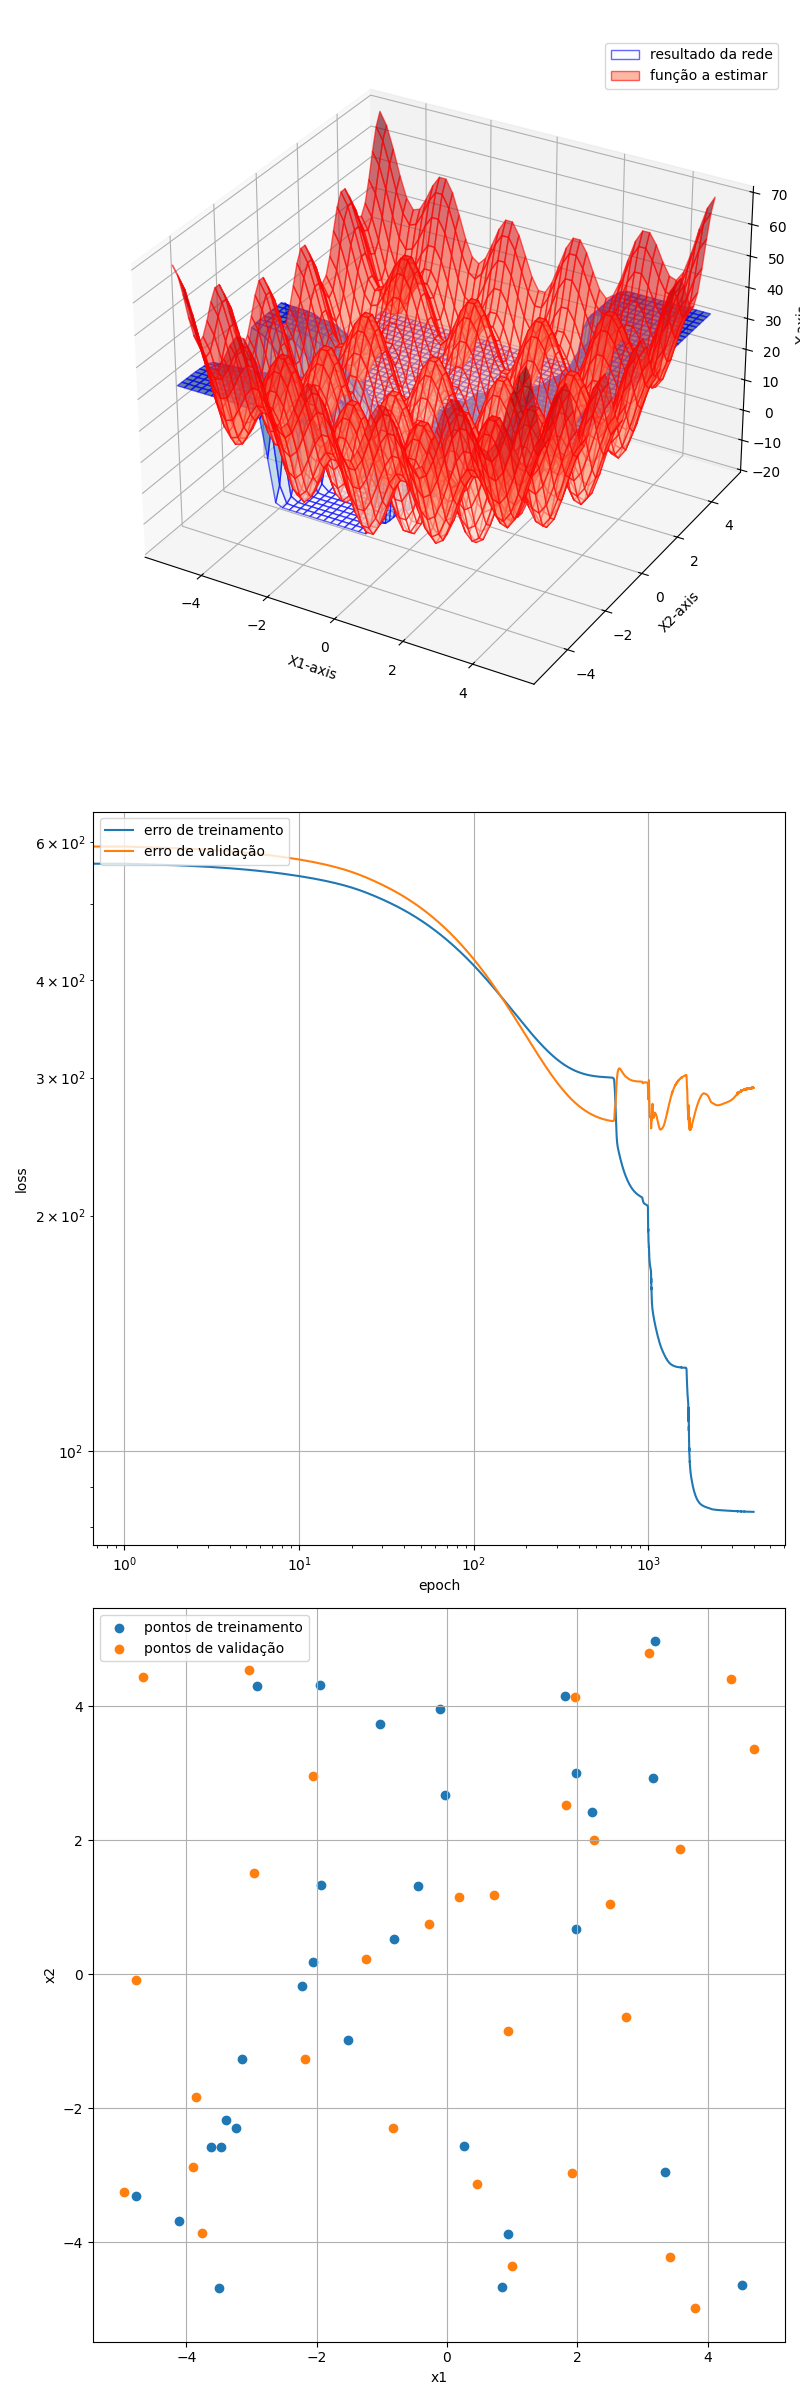 resultado da rede
função a estimar
70
60
50
40
30
20
10
0
−10
−20
4
2
0
−2
−4
X2-axis
−4
−2
0
2
4
X1-axis
erro de treinamento
erro de validação
6 × 10²
4 × 10²
3 × 10²
2 × 10²
10²
loss
10⁰
10¹
10²
10³
epoch
pontos de treinamento
pontos de validação
4
2
0
−2
−4
x2
−4
−2
0
2
4
x1